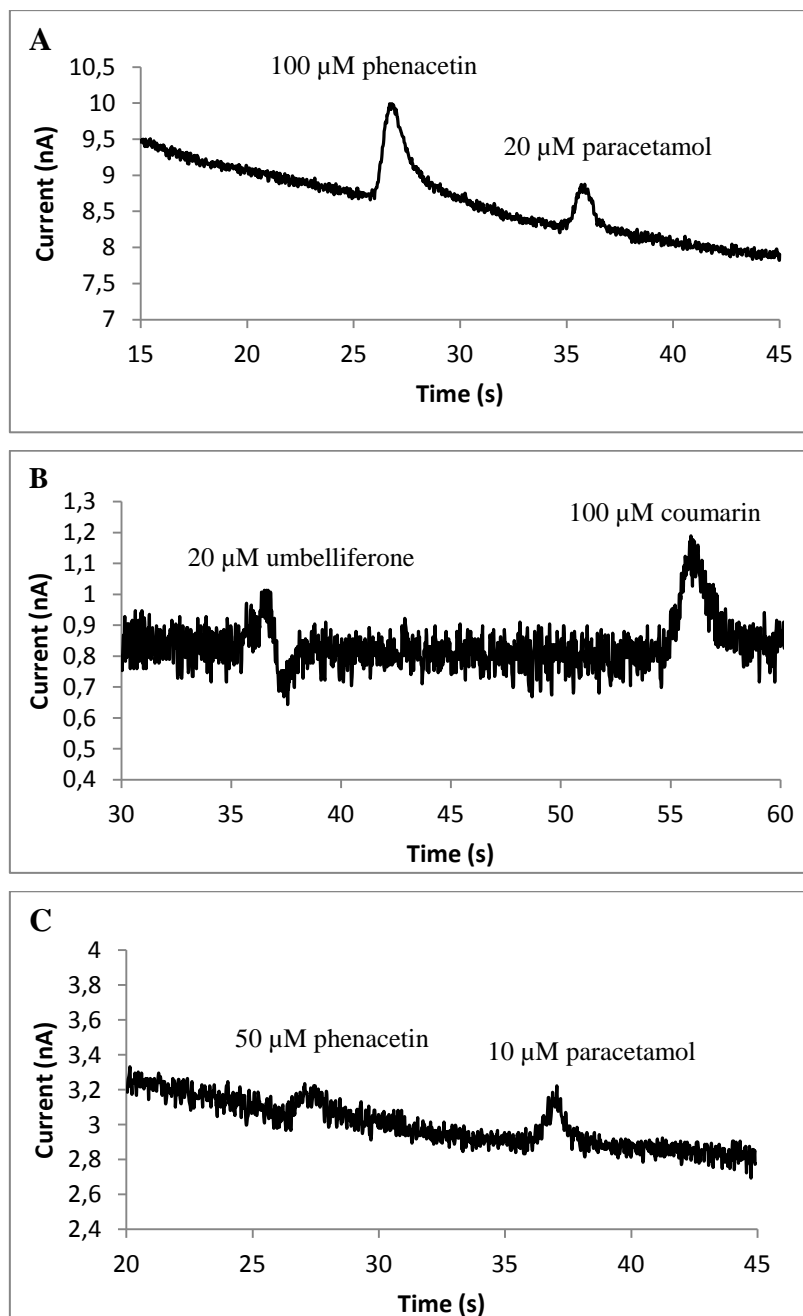 A
100 µM phenacetin
20 µM paracetamol
Current (nA)
10,5
10
9,5
9
8,5
8
7,5
7
15 20 25 30 35 40 45
Time (s)
B
20 µM umbelliferone
100 µM coumarin
Current (nA)
1,3
1,2
1,1
1
0,9
0,8
0,7
0,6
0,5
0,4
30 35 40 45 50 55 60
Time (s)
C
50 µM phenacetin
10 µM paracetamol
Current (nA)
4
3,8
3,6
3,4
3,2
3
2,8
2,6
2,4
20 25 30 35 40 45
Time (s)